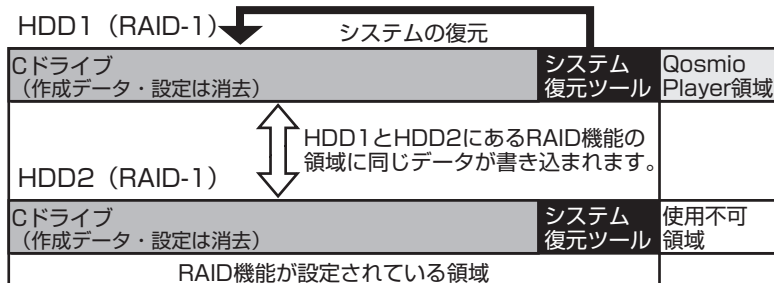 HDD1（RAID-1）
システムの復元
Cドライブ
（作成データ・設定は消去）
システム
復元ツール
Qosmio
Player領域
HDD1とHDD2にあるRAID機能の
領域に同じデータが書き込まれます。
HDD2（RAID-1）
Cドライブ
（作成データ・設定は消去）
システム
復元ツール
使用不可
領域
RAID機能が設定されている領域